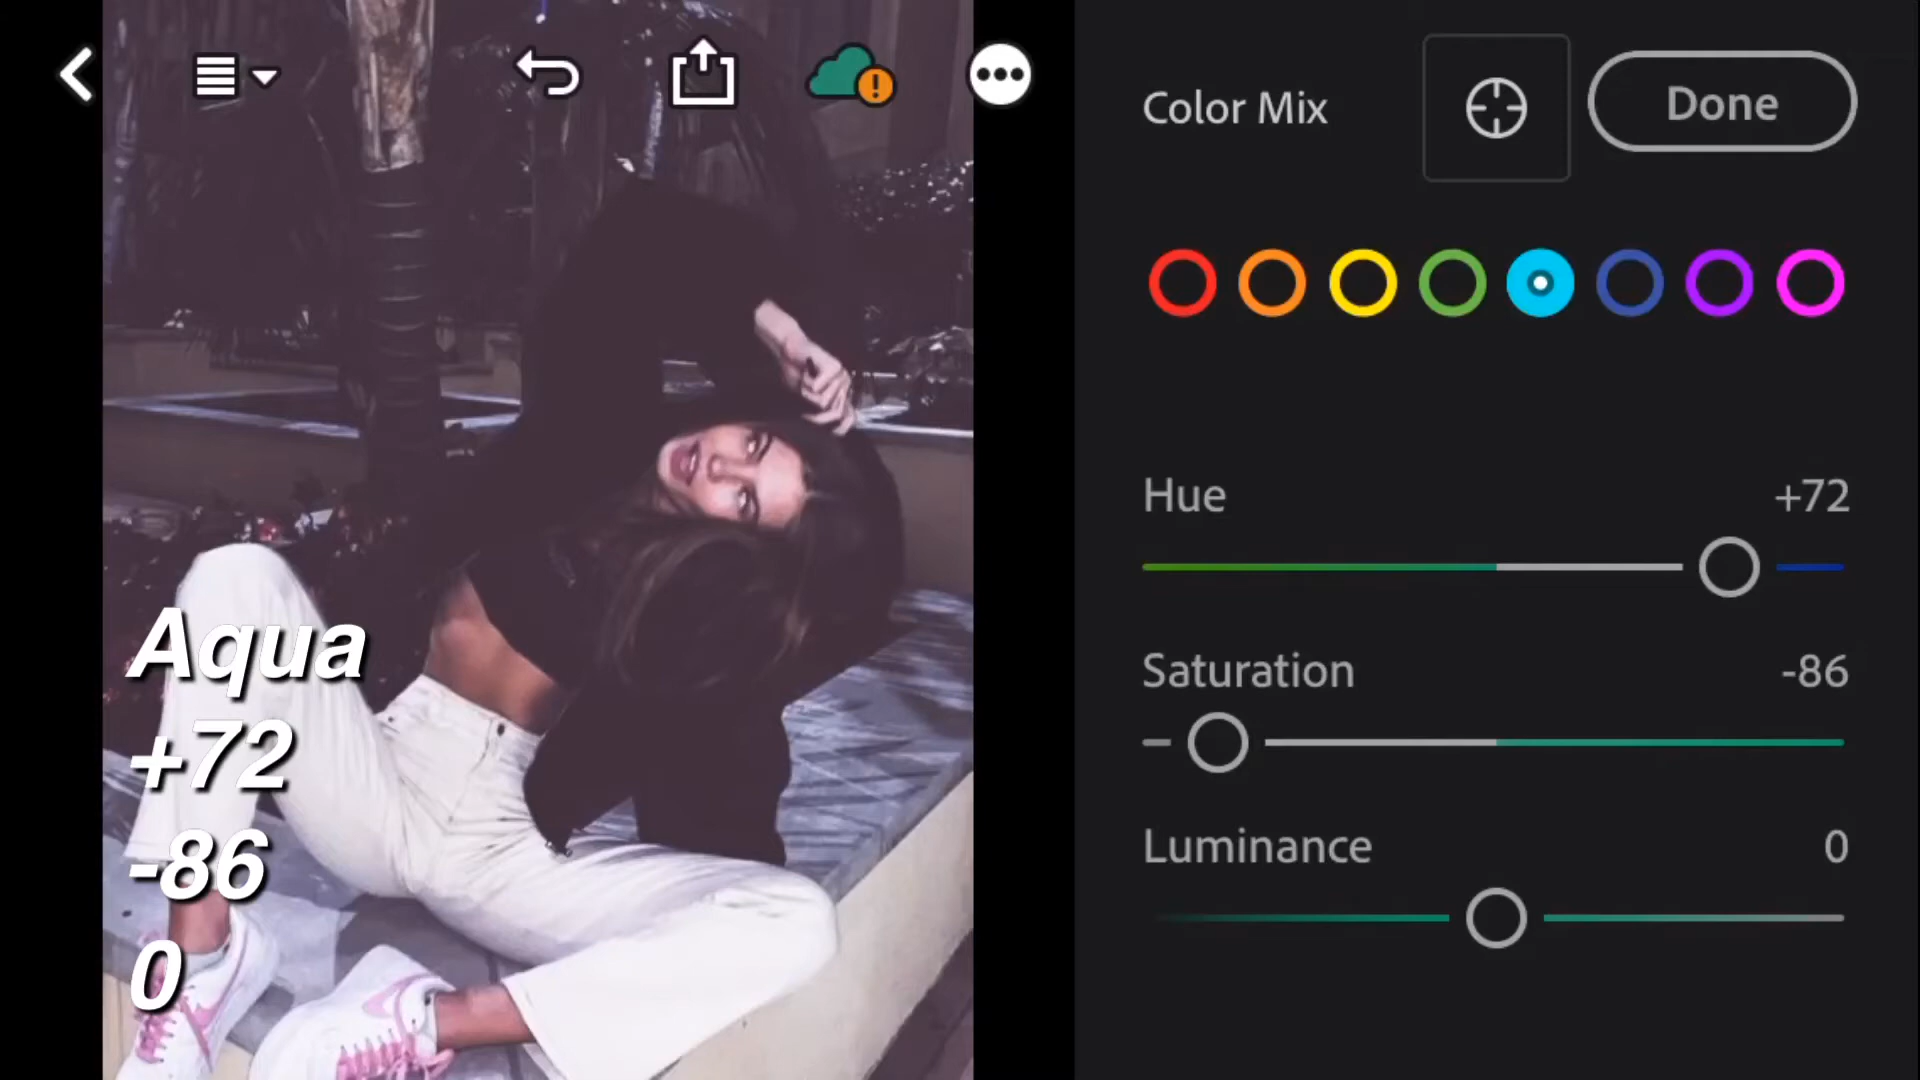 Color Mix
Done
Hue
+72
Saturation
-86
Luminance
0
Aqua
+72
-86
0